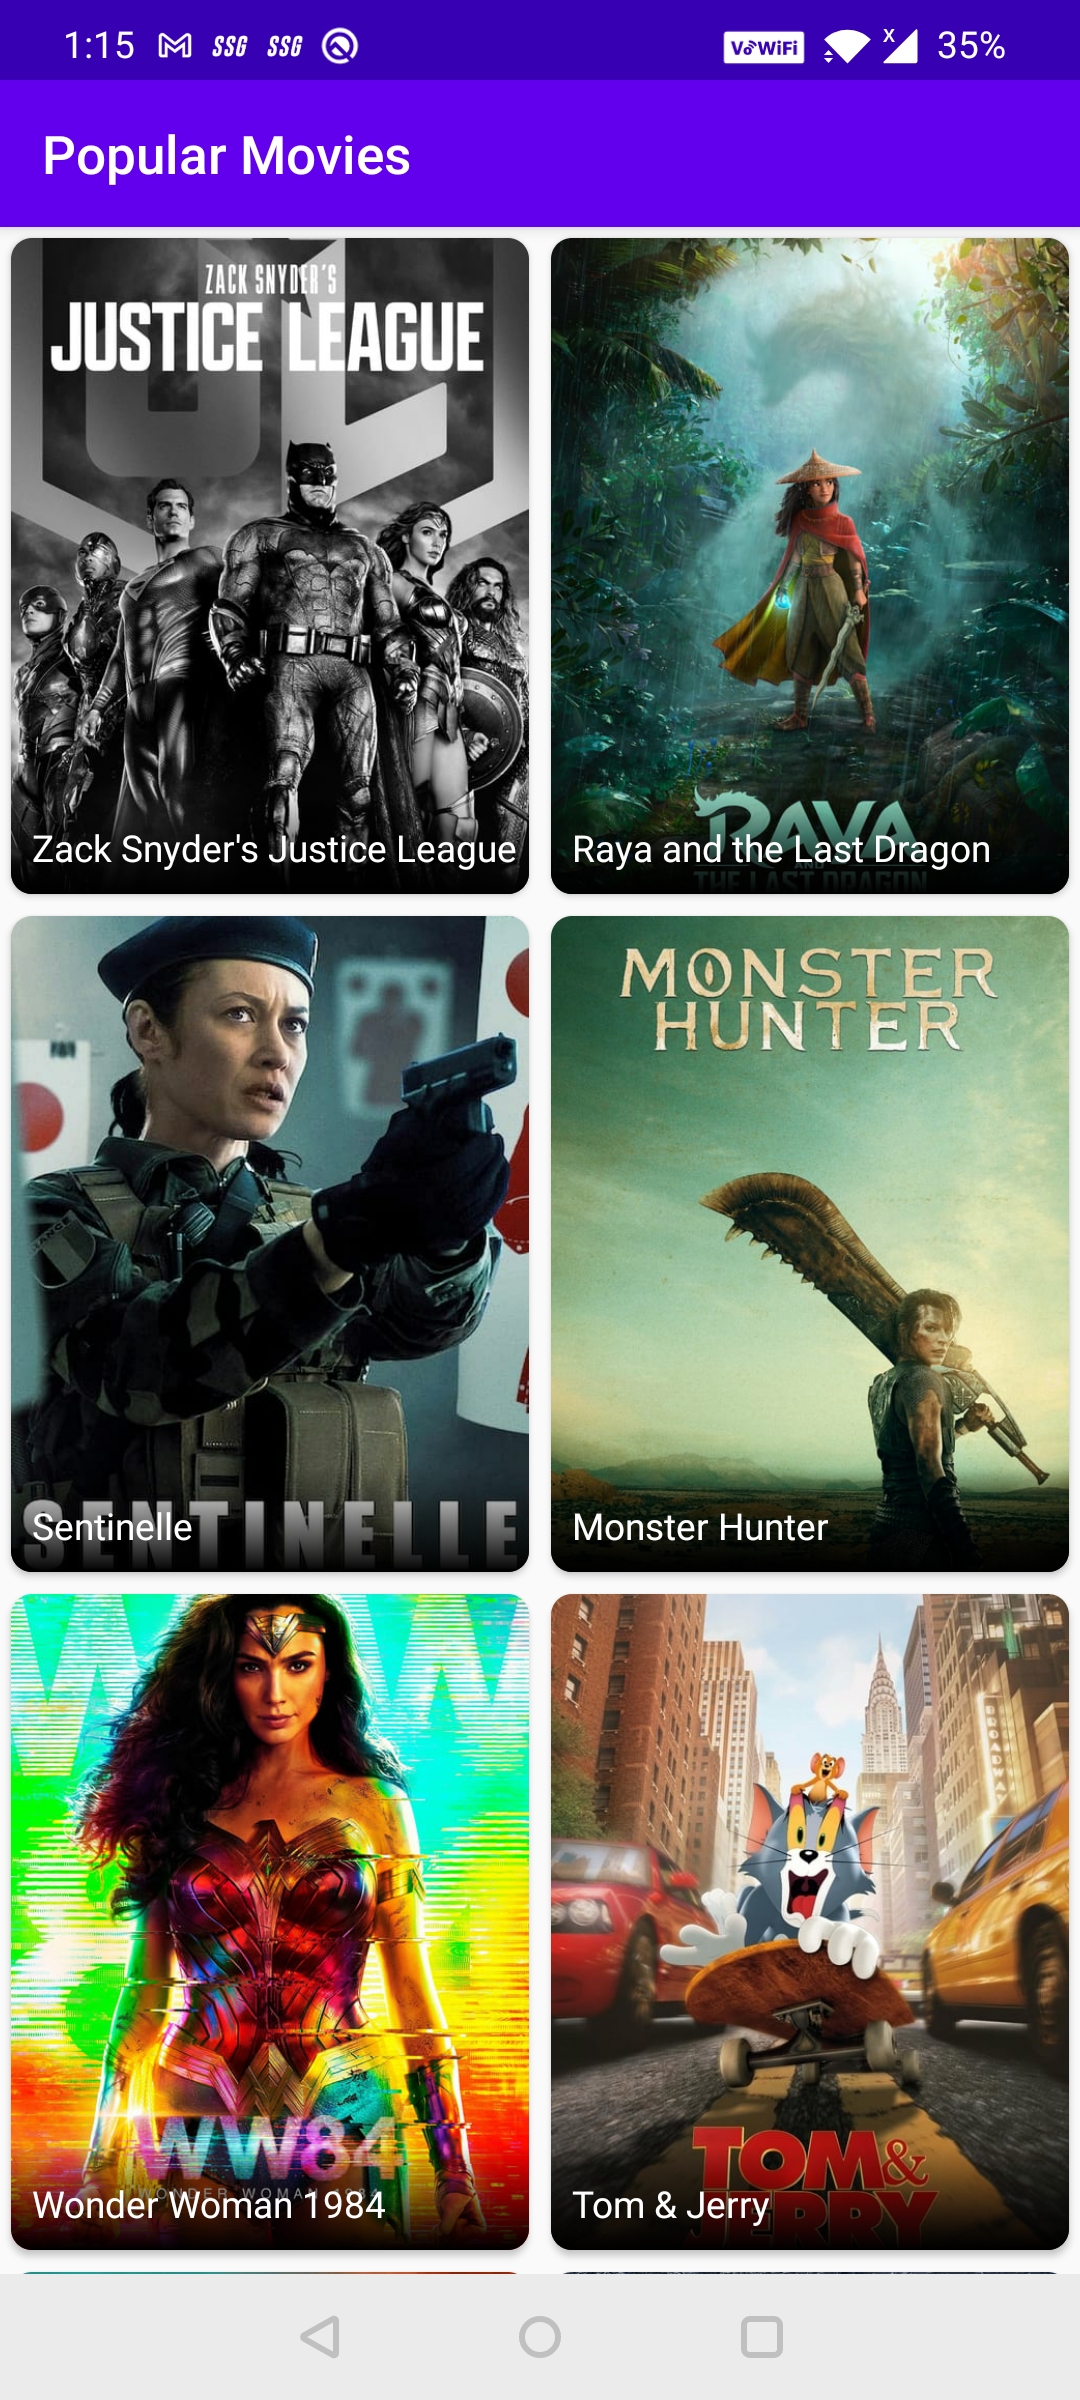 1:15 SSG SSG VoWiFi X 35%
Popular Movies
ZACK SNYDER'S
JUSTICE LEAGUE
Zack Snyder's Justice League
RAYA
AND
THE LAST DRAGON
Raya and the Last Dragon
SENTINELLE
Sentinelle
MONSTER
HUNTER
Monster Hunter
WW84
WONDER WOMAN 1984
Wonder Woman 1984
BROADWAY
TOM &
JERRY
Tom & Jerry